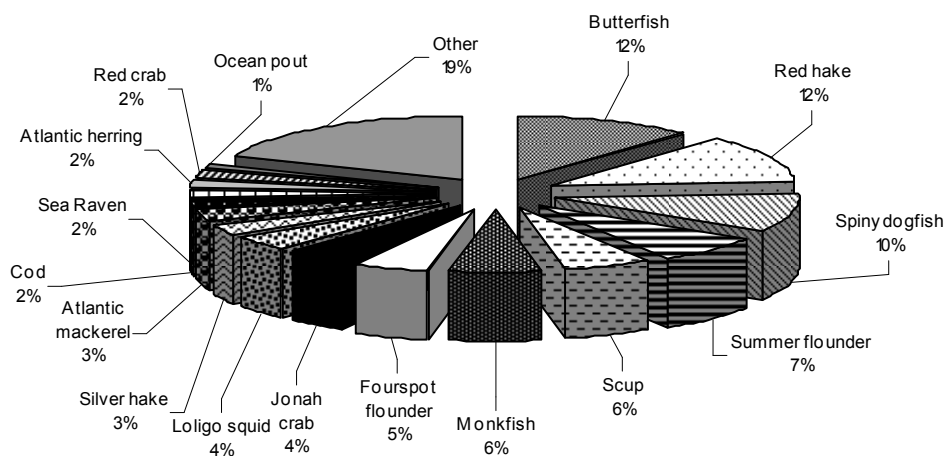 Butterfish
12%
Red hake
12%
Spiny dogfish
10%
Summer flounder
7%
Scup
6%
Monkfish
6%
Fourspot
flounder
5%
Jonah
crab
4%
Loligo squid
4%
Silver hake
3%
Atlantic
mackerel
3%
Cod
2%
Sea Raven
2%
Atlantic herring
2%
Red crab
2%
Ocean pout
1%
Other
19%